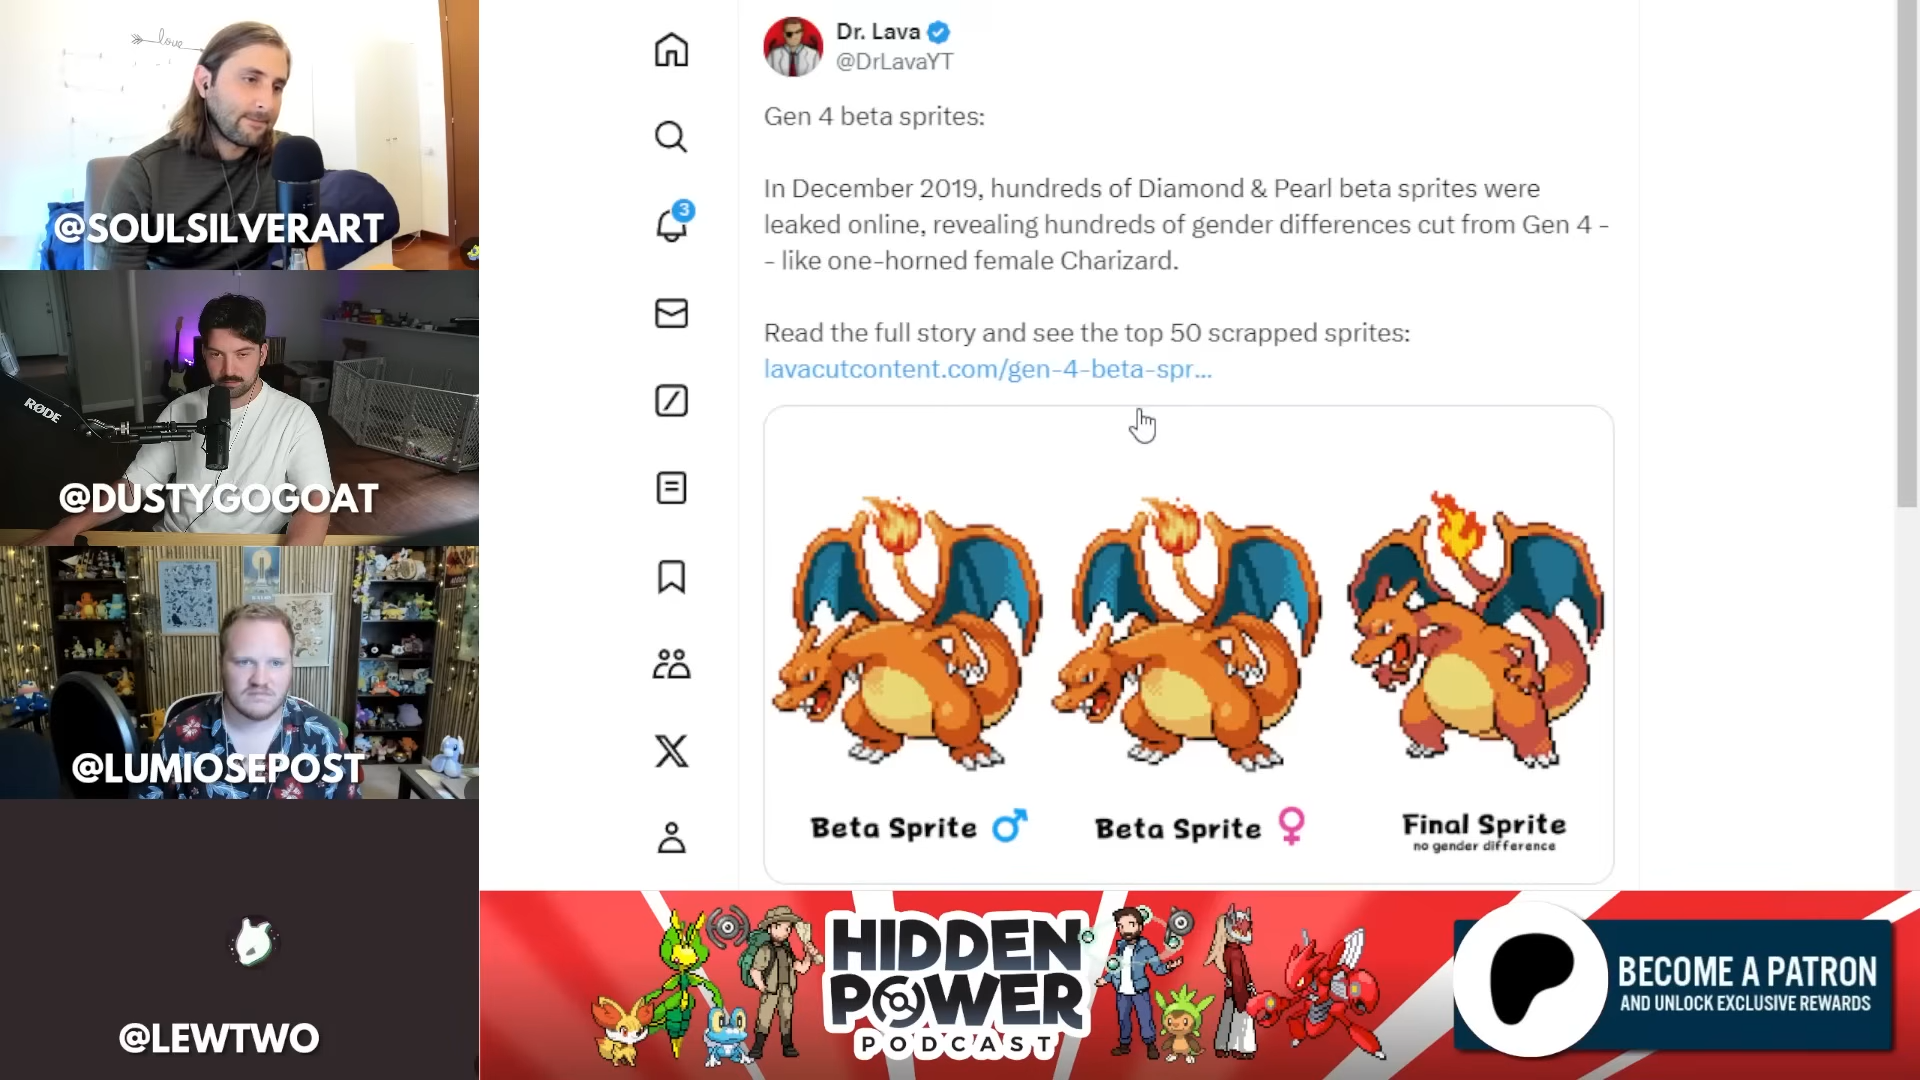 love
@SOULSILVERART
RØDE
@DUSTYGOGOAT
@LUMIOSEPOST
@LEWTWO
Dr. Lava
@DrLavaYT
3
Gen 4 beta sprites:
In December 2019, hundreds of Diamond & Pearl beta sprites were
leaked online, revealing hundreds of gender differences cut from Gen 4 -
- like one-horned female Charizard.
Read the full story and see the top 50 scrapped sprites:
lavacutcontent.com/gen-4-beta-spr...
Beta Sprite ♂
Beta Sprite ♀
Final Sprite
no gender difference
HIDDEN
POWER
PODCAST
BECOME A PATRON
AND UNLOCK EXCLUSIVE REWARDS